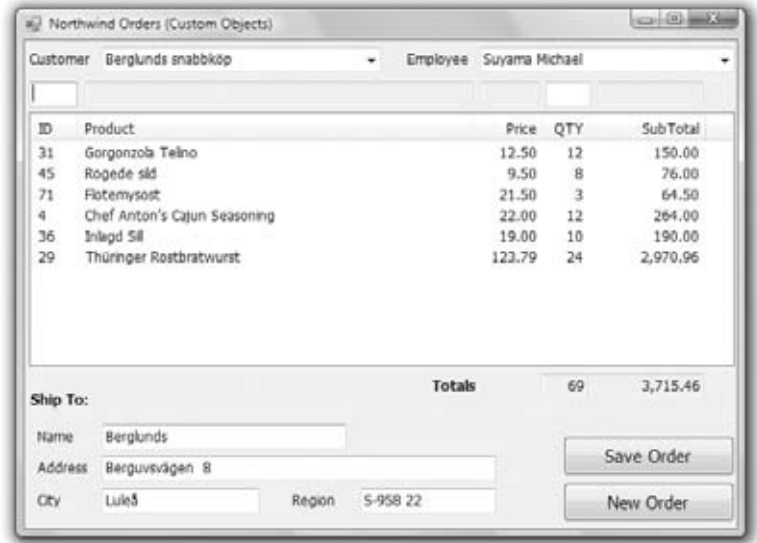 Northwind Orders (Custom Objects)
Customer Berglunds snabbköp Employee Suyama Michael
ID Product Price QTY SubTotal
31 Gorgonzola Telino 12.50 12 150.00
45 Rogede sild 9.50 8 76.00
71 Flotemysost 21.50 3 64.50
4 Chef Anton's Cajun Seasoning 22.00 12 264.00
36 Inlagd Sill 19.00 10 190.00
29 Thüringer Rostbratwurst 123.79 24 2,970.96
Totals 69 3,715.46
Ship To:
Name Berglunds
Address Berguvsvägen 8
City Luleå Region S-958 22
Save Order
New Order